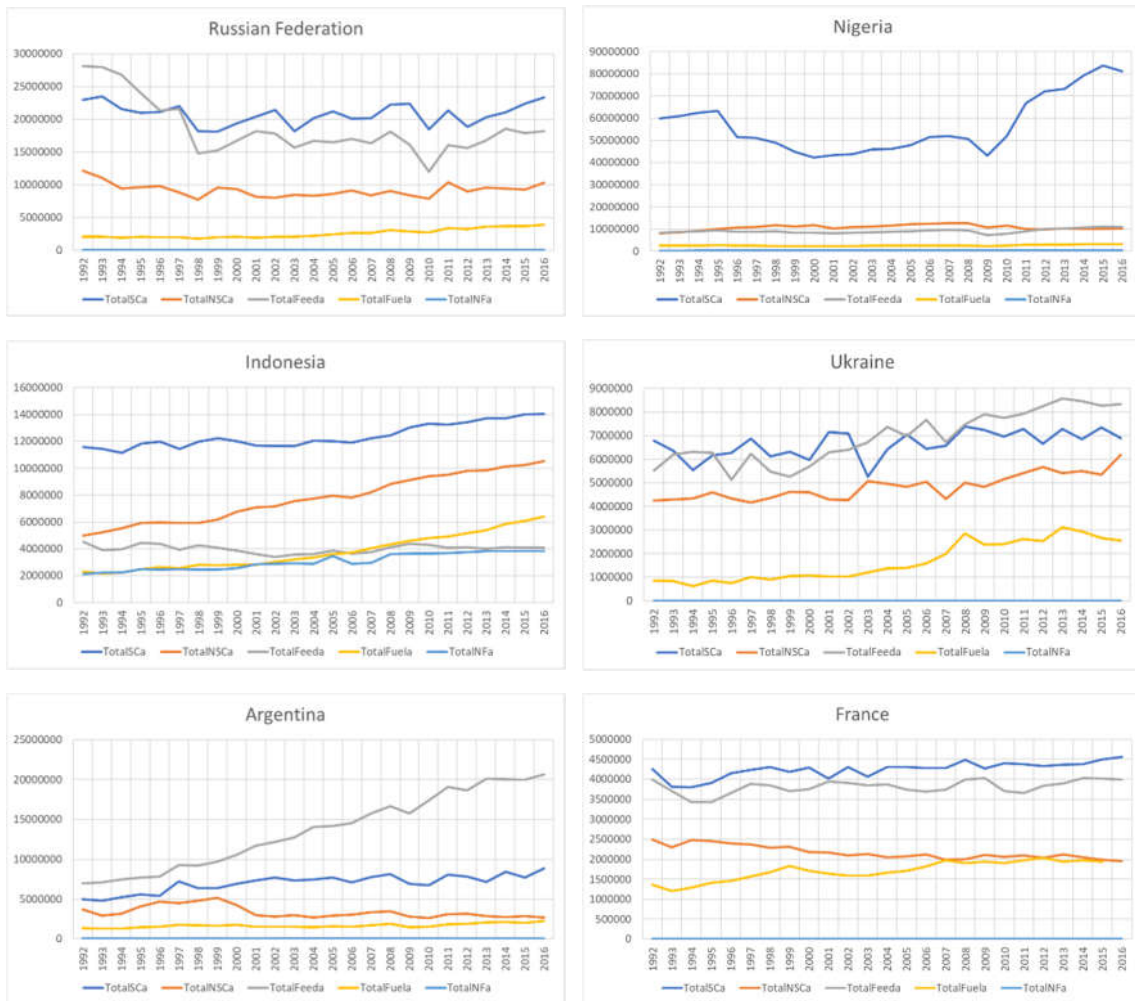 Russian Federation
30000000
25000000
20000000
15000000
10000000
5000000
0
1992 1993 1994 1995 1996 1997 1998 1999 2000 2001 2002 2003 2004 2005 2006 2007 2008 2009 2010 2011 2012 2013 2014 2015 2016
TotalSCa TotalNSCa TotalFeeda TotalFuela TotalNFa
Nigeria
90000000
80000000
70000000
60000000
50000000
40000000
30000000
20000000
10000000
0
1992 1993 1994 1995 1996 1997 1998 1999 2000 2001 2002 2003 2004 2005 2006 2007 2008 2009 2010 2011 2012 2013 2014 2015 2016
TotalSCa TotalNSCa TotalFeeda TotalFuela TotalNFa
Indonesia
16000000
14000000
12000000
10000000
8000000
6000000
4000000
2000000
0
1992 1993 1994 1995 1996 1997 1998 1999 2000 2001 2002 2003 2004 2005 2006 2007 2008 2009 2010 2011 2012 2013 2014 2015 2016
TotalSCa TotalNSCa TotalFeeda TotalFuela TotalNFa
Ukraine
9000000
8000000
7000000
6000000
5000000
4000000
3000000
2000000
1000000
0
1992 1993 1994 1995 1996 1997 1998 1999 2000 2001 2002 2003 2004 2005 2006 2007 2008 2009 2010 2011 2012 2013 2014 2015 2016
TotalSCa TotalNSCa TotalFeeda TotalFuela TotalNFa
Argentina
25000000
20000000
15000000
10000000
5000000
0
1992 1993 1994 1995 1996 1997 1998 1999 2000 2001 2002 2003 2004 2005 2006 2007 2008 2009 2010 2011 2012 2013 2014 2015 2016
TotalSCa TotalNSCa TotalFeeda TotalFuela TotalNFa
France
5000000
4500000
4000000
3500000
3000000
2500000
2000000
1500000
1000000
500000
0
1992 1993 1994 1995 1996 1997 1998 1999 2000 2001 2002 2003 2004 2005 2006 2007 2008 2009 2010 2011 2012 2013 2014 2015 2016
TotalSCa TotalNSCa TotalFeeda TotalFuela TotalNFa